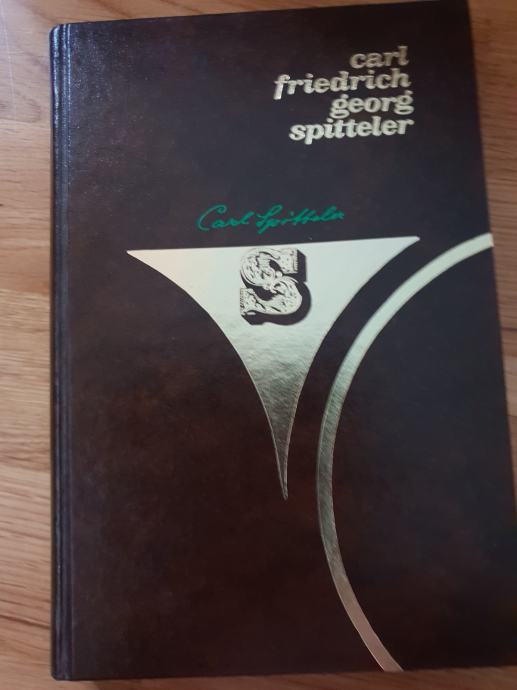 carl
friedrich
georg
spitteler
Carl Spitteler
S